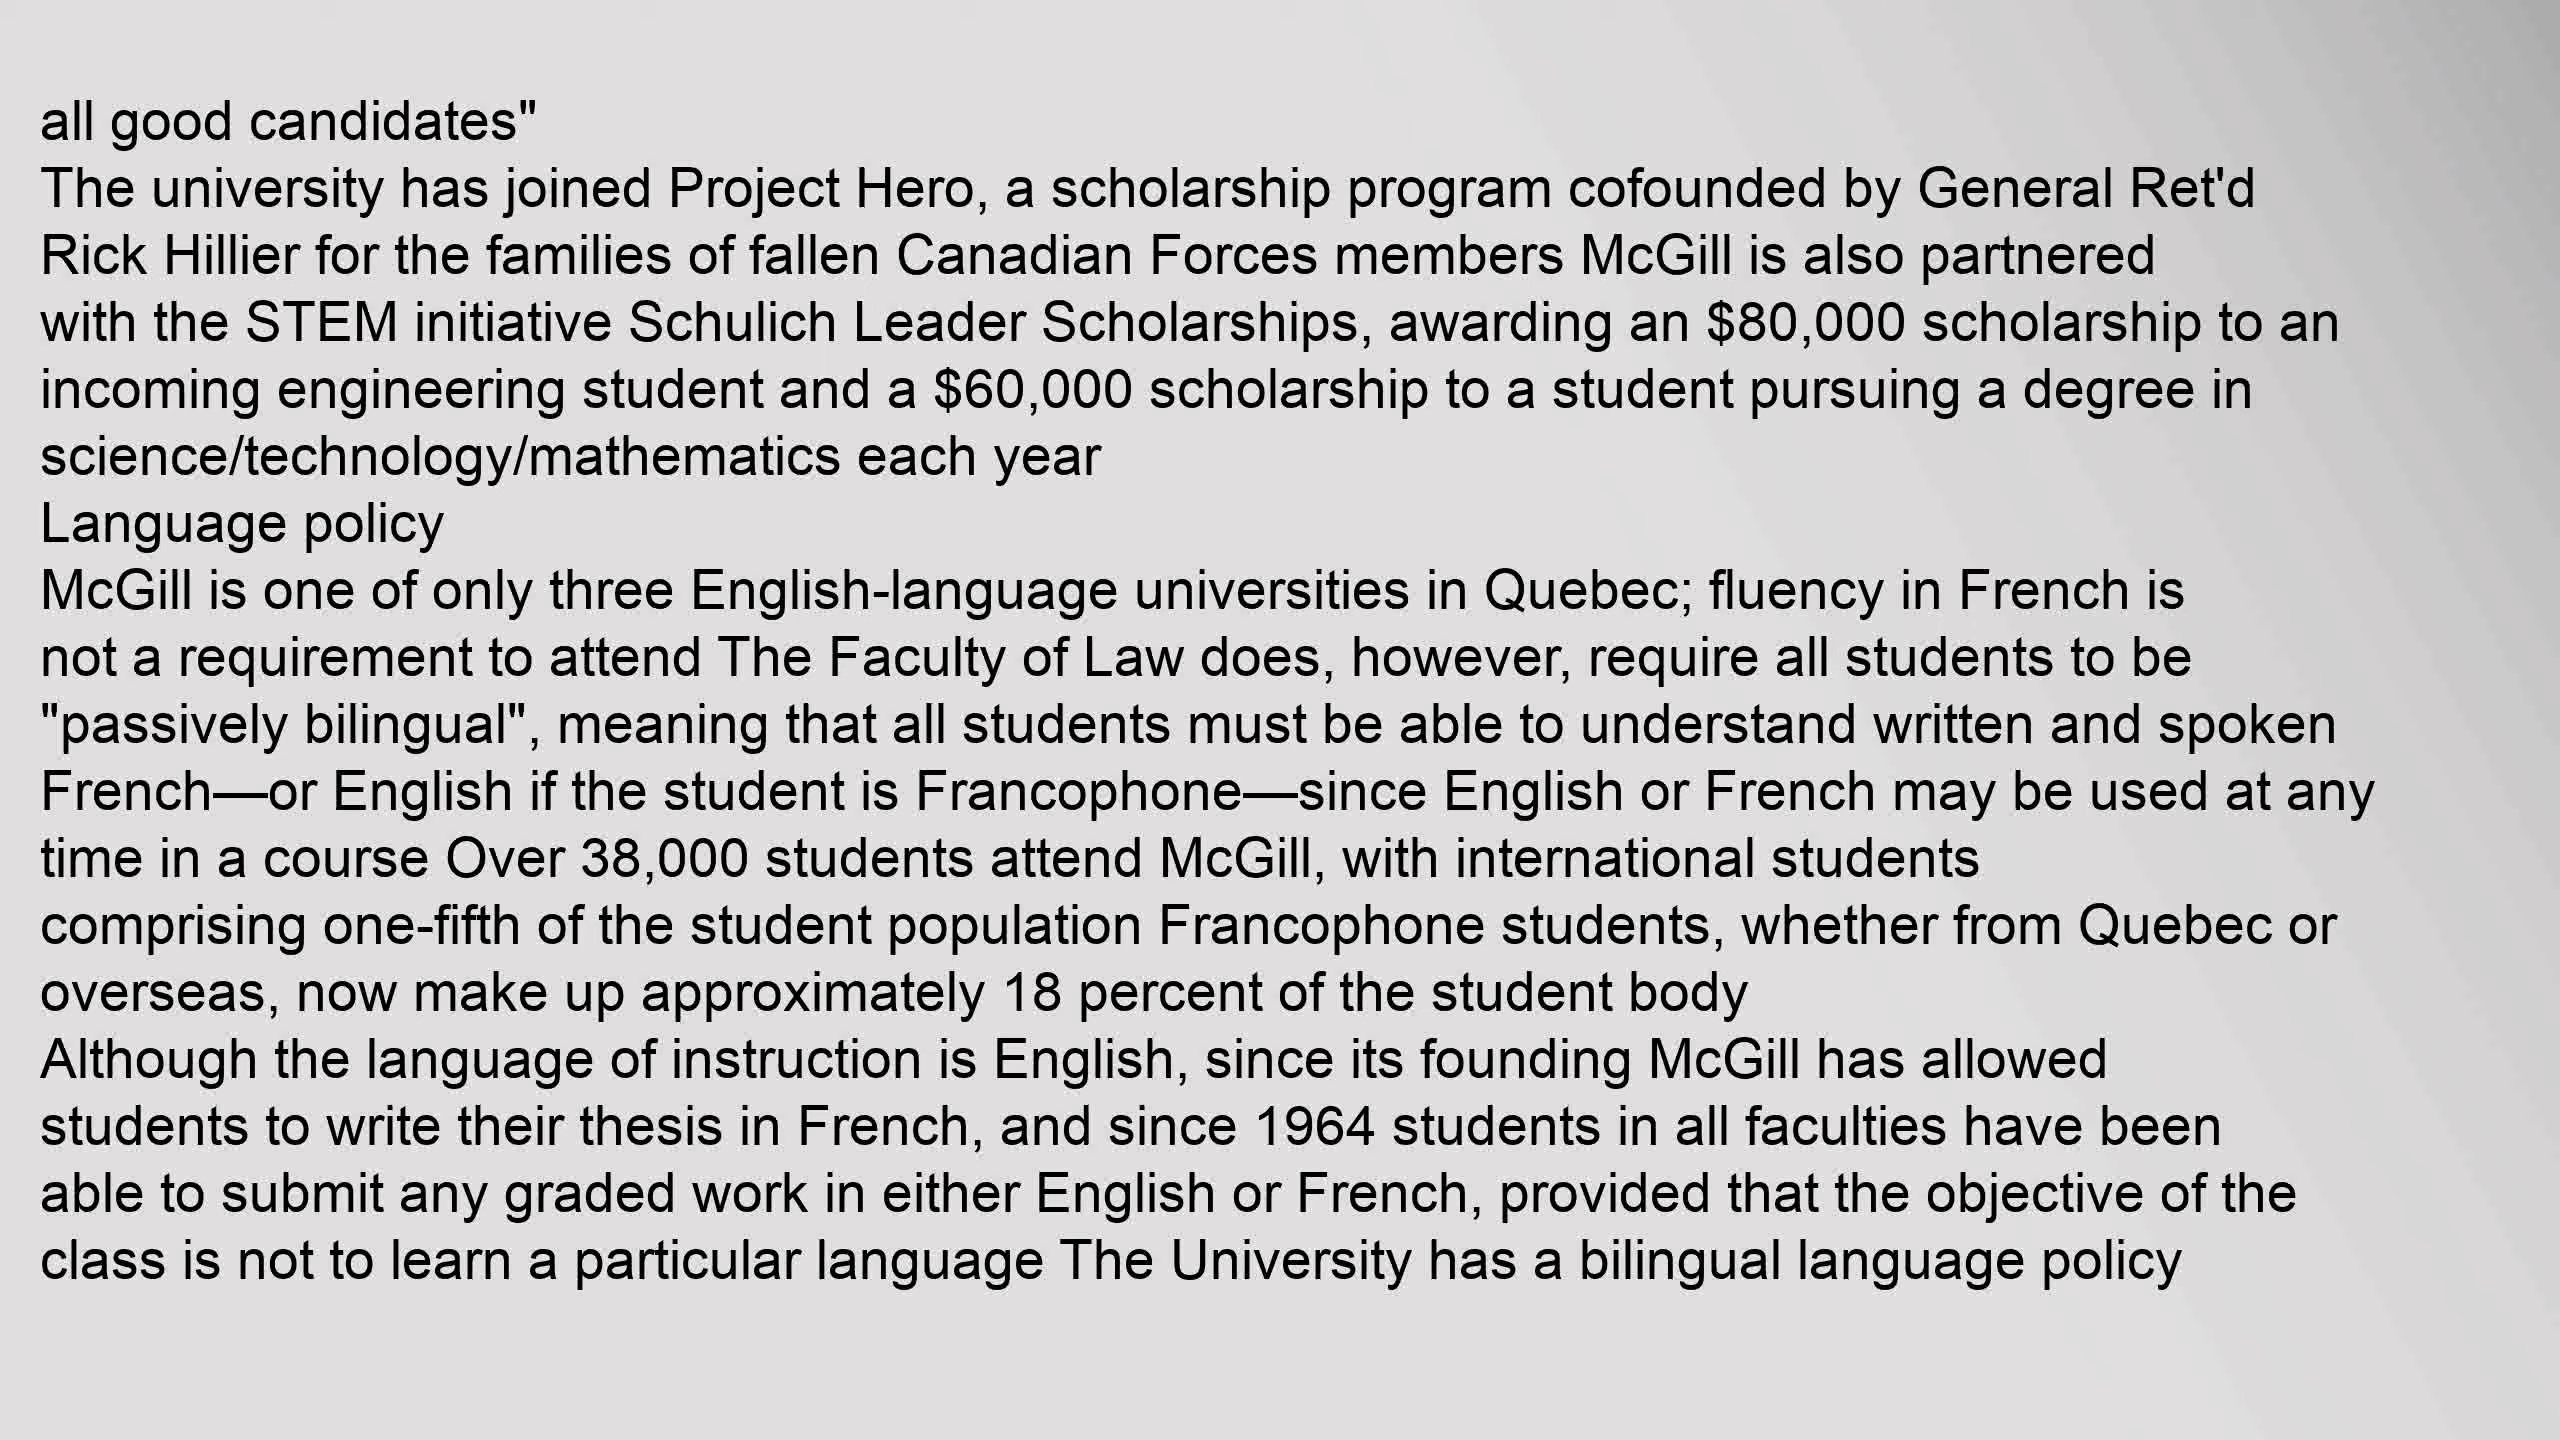 all good candidates"
The university has joined Project Hero, a scholarship program cofounded by General Ret'd
Rick Hillier for the families of fallen Canadian Forces members McGill is also partnered
with the STEM initiative Schulich Leader Scholarships, awarding an $80,000 scholarship to an
incoming engineering student and a $60,000 scholarship to a student pursuing a degree in
science/technology/mathematics each year
Language policy
McGill is one of only three English-language universities in Quebec; fluency in French is
not a requirement to attend The Faculty of Law does, however, require all students to be
"passively bilingual", meaning that all students must be able to understand written and spoken
French—or English if the student is Francophone—since English or French may be used at any
time in a course Over 38,000 students attend McGill, with international students
comprising one-fifth of the student population Francophone students, whether from Quebec or
overseas, now make up approximately 18 percent of the student body
Although the language of instruction is English, since its founding McGill has allowed
students to write their thesis in French, and since 1964 students in all faculties have been
able to submit any graded work in either English or French, provided that the objective of the
class is not to learn a particular language The University has a bilingual language policy